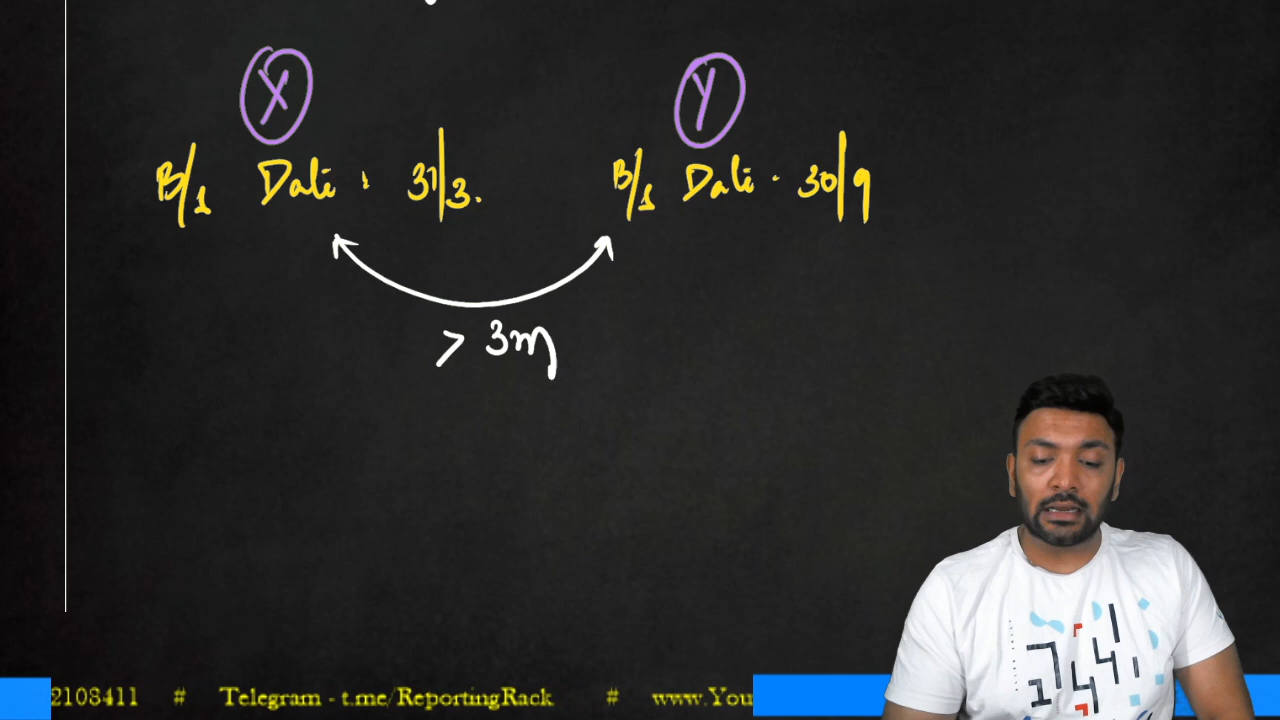 X Y
B/s Date : 31/3. B/s Date . 30/9
> 3m
2108411 # Telegram - t.me/ReportingRack # www.You